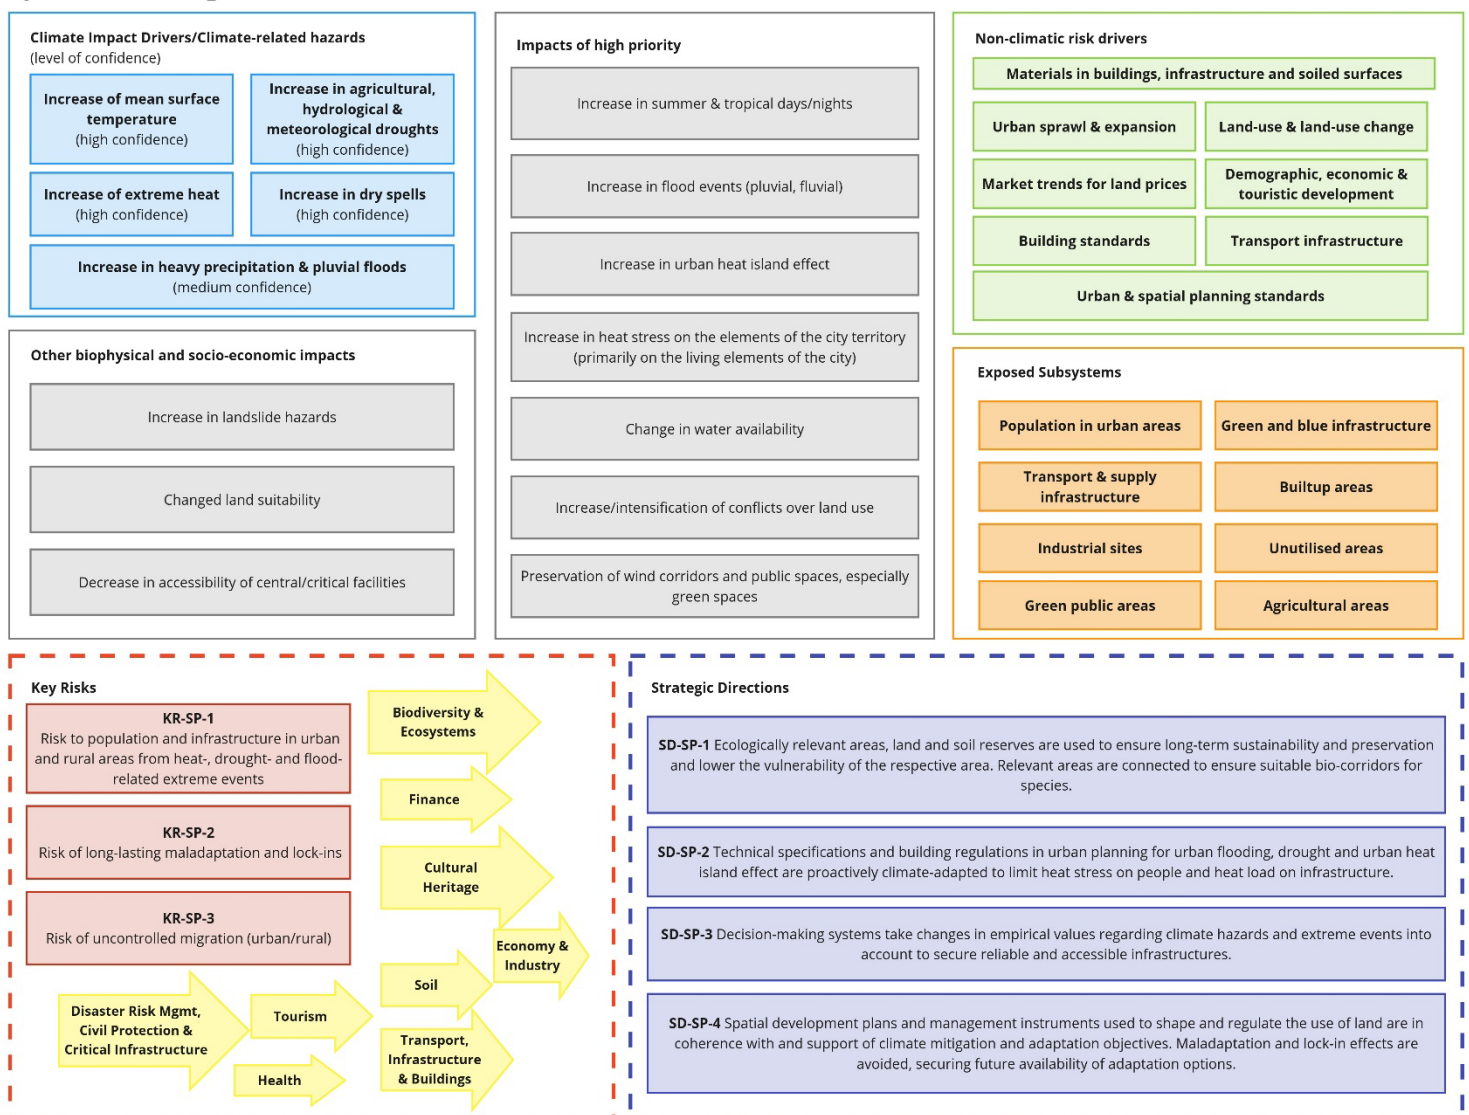 Climate Impact Drivers/Climate-related hazards
(level of confidence)
Increase of mean surface
temperature
(high confidence)
Increase in agricultural,
hydrological &
meteorological droughts
(high confidence)
Increase of extreme heat
(high confidence)
Increase in dry spells
(high confidence)
Increase in heavy precipitation & pluvial floods
(medium confidence)
Other biophysical and socio-economic impacts
Increase in landslide hazards
Changed land suitability
Decrease in accessibility of central/critical facilities
Impacts of high priority
Increase in summer & tropical days/nights
Increase in flood events (pluvial, fluvial)
Increase in urban heat island effect
Increase in heat stress on the elements of the city territory
(primarily on the living elements of the city)
Change in water availability
Increase/intensification of conflicts over land use
Preservation of wind corridors and public spaces, especially
green spaces
Non-climatic risk drivers
Materials in buildings, infrastructure and soiled surfaces
Urban sprawl & expansion
Land-use & land-use change
Market trends for land prices
Demographic, economic &
touristic development
Building standards
Transport infrastructure
Urban & spatial planning standards
Exposed Subsystems
Population in urban areas
Green and blue infrastructure
Transport & supply
infrastructure
Builtup areas
Industrial sites
Unutilised areas
Green public areas
Agricultural areas
Key Risks
KR-SP-1
Risk to population and infrastructure in urban
and rural areas from heat-, drought- and flood-
related extreme events
KR-SP-2
Risk of long-lasting maladaptation and lock-ins
KR-SP-3
Risk of uncontrolled migration (urban/rural)
Biodiversity &
Ecosystems
Finance
Cultural
Heritage
Economy &
Industry
Soil
Disaster Risk Mgmt,
Civil Protection &
Critical Infrastructure
Tourism
Health
Transport,
Infrastructure
& Buildings
Strategic Directions
SD-SP-1 Ecologically relevant areas, land and soil reserves are used to ensure long-term sustainability and preservation
and lower the vulnerability of the respective area. Relevant areas are connected to ensure suitable bio-corridors for
species.
SD-SP-2 Technical specifications and building regulations in urban planning for urban flooding, drought and urban heat
island effect are proactively climate-adapted to limit heat stress on people and heat load on infrastructure.
SD-SP-3 Decision-making systems take changes in empirical values regarding climate hazards and extreme events into
account to secure reliable and accessible infrastructures.
SD-SP-4 Spatial development plans and management instruments used to shape and regulate the use of land are in
coherence with and support of climate mitigation and adaptation objectives. Maladaptation and lock-in effects are
avoided, securing future availability of adaptation options.